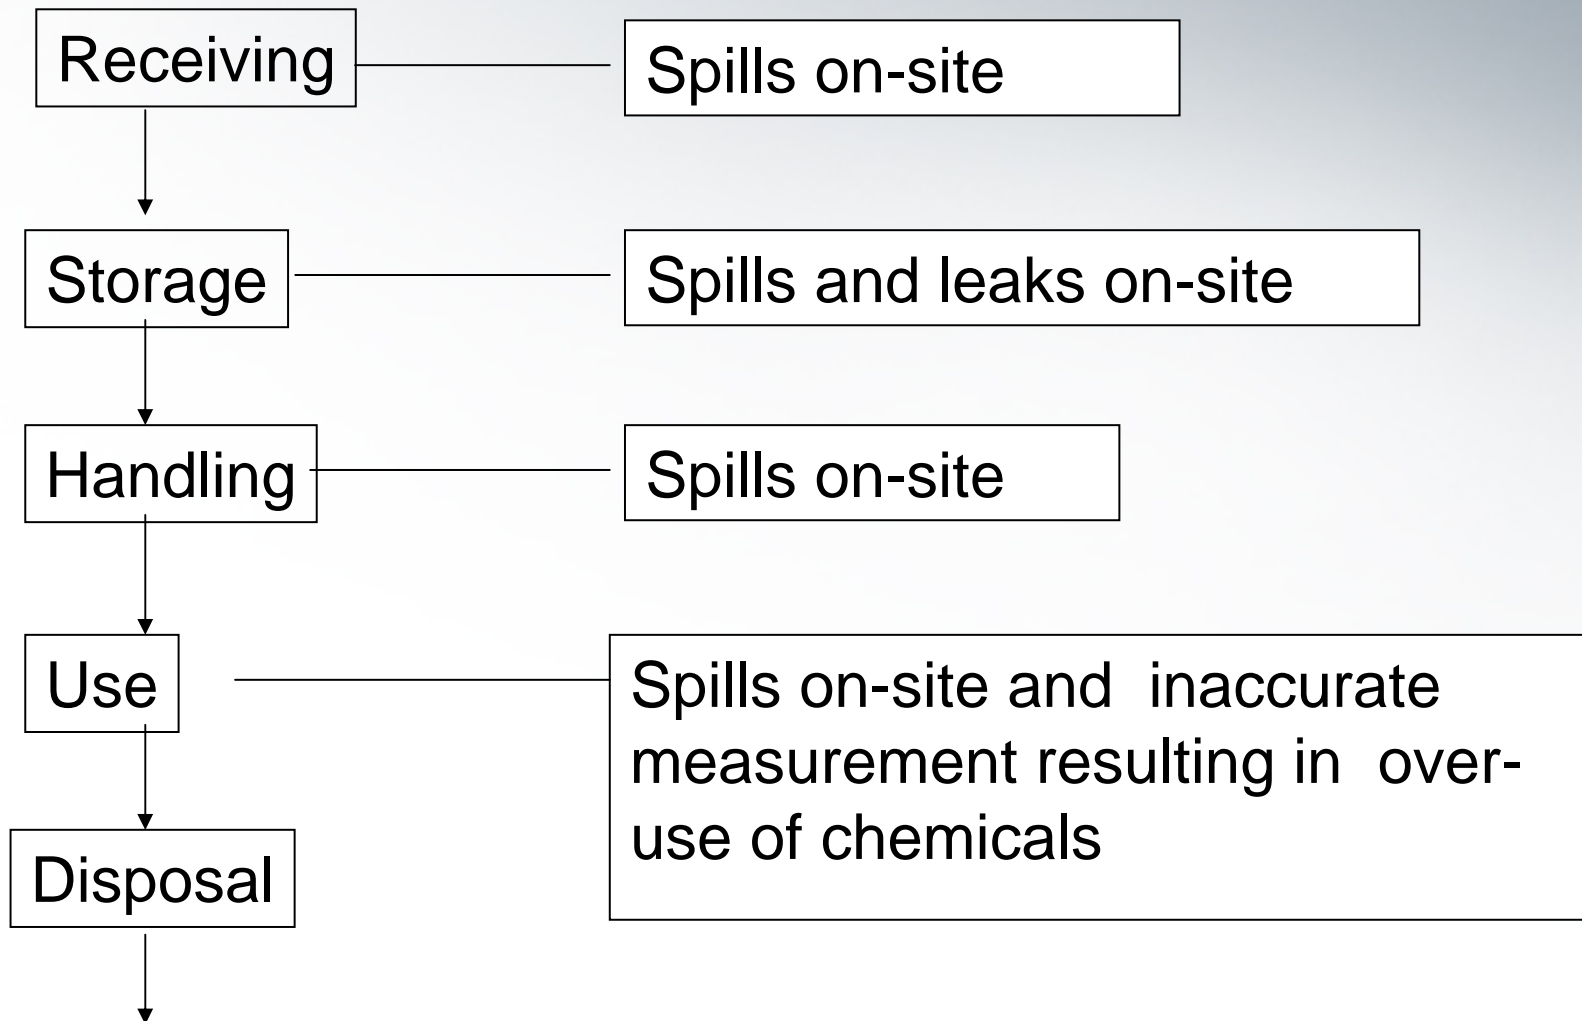 Receiving
Spills on-site
Storage
Spills and leaks on-site
Handling
Spills on-site
Use
Spills on-site and  inaccurate
measurement resulting in  over-
use of chemicals
Disposal